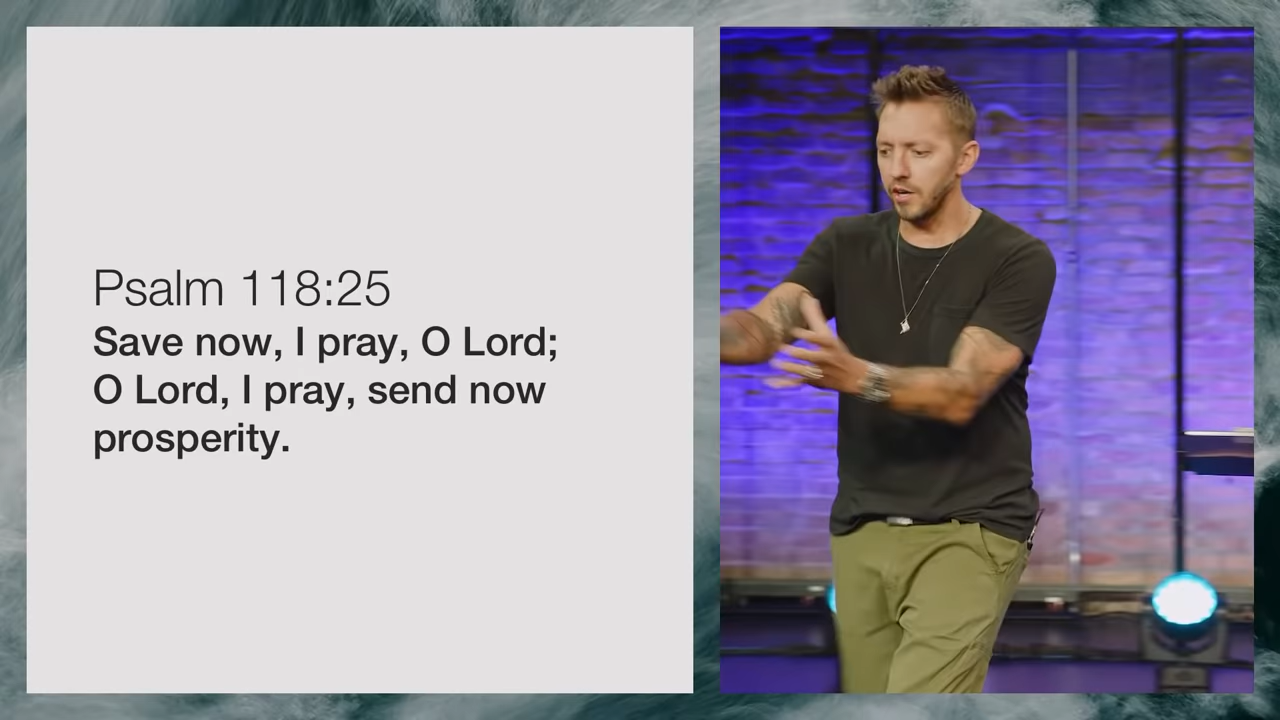 Psalm 118:25
Save now, I pray, O Lord;
O Lord, I pray, send now
prosperity.